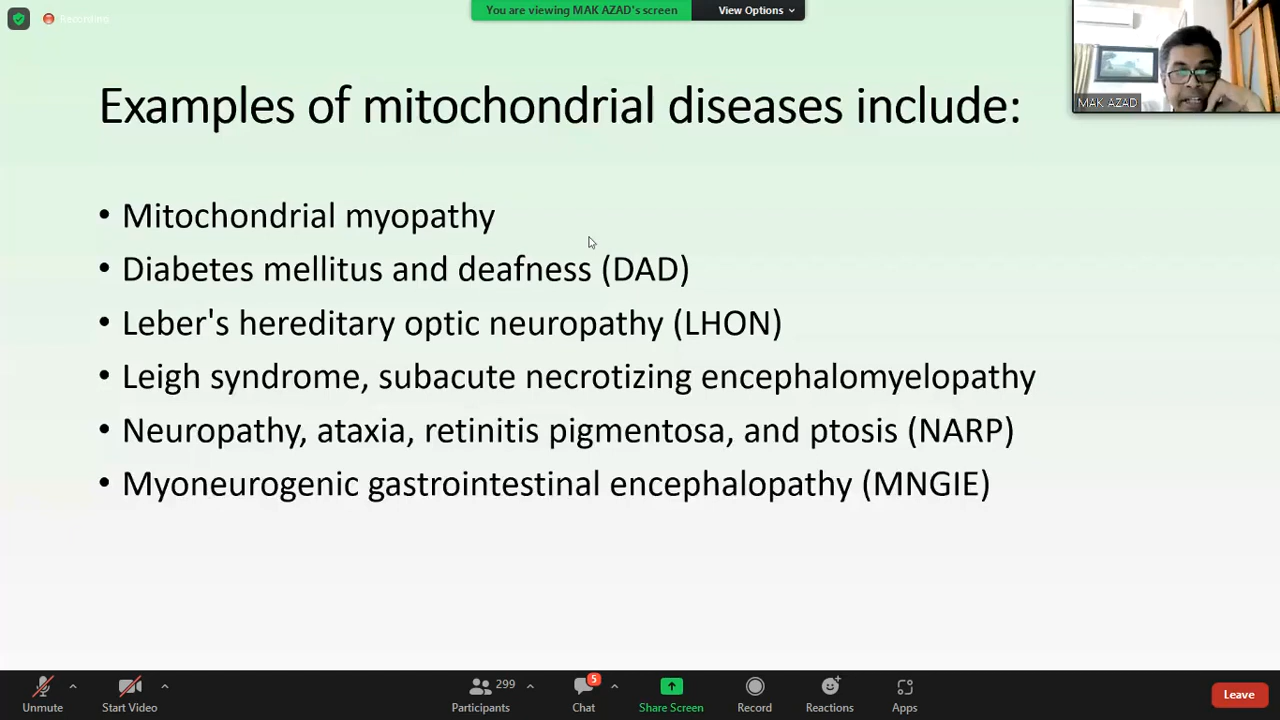 Recording
You are viewing MAK AZAD's screen
View Options
MAK AZAD
Examples of mitochondrial diseases include:
• Mitochondrial myopathy
• Diabetes mellitus and deafness (DAD)
• Leber's hereditary optic neuropathy (LHON)
• Leigh syndrome, subacute necrotizing encephalomyelopathy
• Neuropathy, ataxia, retinitis pigmentosa, and ptosis (NARP)
• Myoneurogenic gastrointestinal encephalopathy (MNGIE)
Unmute
Start Video
299
Participants
5
Chat
Share Screen
Record
Reactions
Apps
Leave